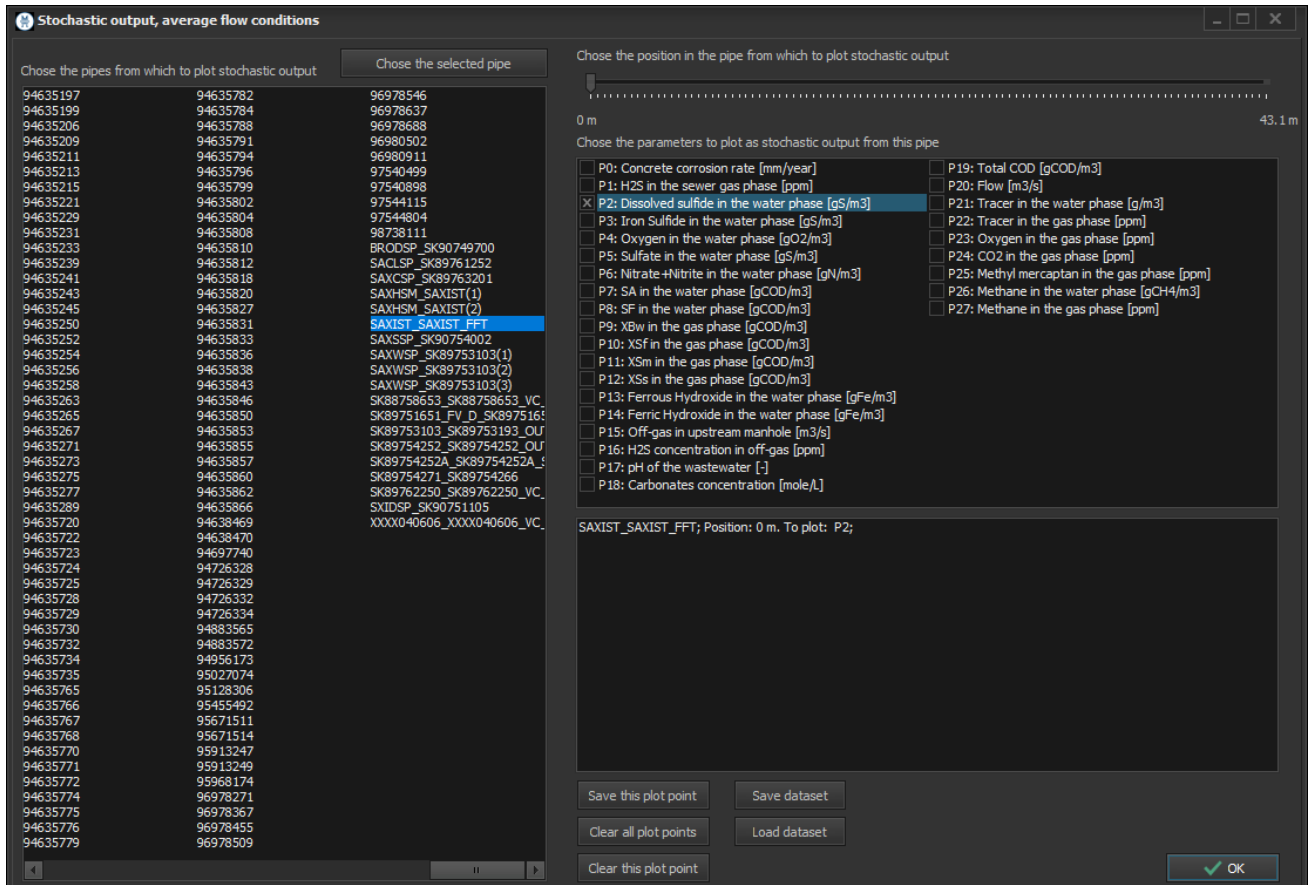 Stochastic output, average flow conditions
Chose the pipes from which to plot stochastic output
Chose the selected pipe
94635197
94635199
94635206
94635209
94635211
94635213
94635215
94635221
94635229
94635231
94635233
94635239
94635241
94635243
94635245
94635250
94635252
94635254
94635256
94635258
94635263
94635265
94635267
94635271
94635273
94635275
94635277
94635289
94635720
94635722
94635723
94635724
94635725
94635728
94635729
94635730
94635732
94635734
94635735
94635765
94635766
94635767
94635768
94635770
94635771
94635772
94635774
94635775
94635776
94635779
94635782
94635784
94635788
94635791
94635794
94635796
94635799
94635802
94635804
94635808
94635810
94635812
94635818
94635820
94635827
94635831
94635833
94635836
94635838
94635843
94635846
94635850
94635853
94635855
94635857
94635860
94635862
94635866
94638469
94638470
94697740
94726328
94726329
94726332
94726334
94883565
94883572
94956173
95027074
95128306
95455492
95671511
95671514
95913247
95913249
95968174
96978271
96978367
96978455
96978509
96978546
96978637
96978688
96980502
96980911
97540499
97540898
97544115
97544804
98738111
BRODSP_SK90749700
SACLSP_SK89761252
SAXCSP_SK89763201
SAXHSM_SAXIST(1)
SAXHSM_SAXIST(2)
SAXIST_SAXIST_FFT
SAXSSP_SK90754002
SAXWSP_SK89753103(1)
SAXWSP_SK89753103(2)
SAXWSP_SK89753103(3)
SK88758653_SK88758653_VC_
SK89751651_FV_D_SK8975165
SK89753103_SK89753193_OU
SK89754252_SK89754252_OU
SK89754252A_SK89754252A_S
SK89754271_SK89754266
SK89762250_SK89762250_VC_
SXIDSP_SK90751105
XXXX040606_XXXX040606_VC_
Chose the position in the pipe from which to plot stochastic output
0 m
43.1 m
Chose the parameters to plot as stochastic output from this pipe
P0: Concrete corrosion rate [mm/year]
P1: H2S in the sewer gas phase [ppm]
P2: Dissolved sulfide in the water phase [gS/m3]
P3: Iron Sulfide in the water phase [gS/m3]
P4: Oxygen in the water phase [gO2/m3]
P5: Sulfate in the water phase [gS/m3]
P6: Nitrate+Nitrite in the water phase [gN/m3]
P7: SA in the water phase [gCOD/m3]
P8: SF in the water phase [gCOD/m3]
P9: XBw in the gas phase [gCOD/m3]
P10: XSf in the gas phase [gCOD/m3]
P11: XSm in the gas phase [gCOD/m3]
P12: XSs in the gas phase [gCOD/m3]
P13: Ferrous Hydroxide in the water phase [gFe/m3]
P14: Ferric Hydroxide in the water phase [gFe/m3]
P15: Off-gas in upstream manhole [m3/s]
P16: H2S concentration in off-gas [ppm]
P17: pH of the wastewater [-]
P18: Carbonates concentration [mole/L]
P19: Total COD [gCOD/m3]
P20: Flow [m3/s]
P21: Tracer in the water phase [g/m3]
P22: Tracer in the gas phase [ppm]
P23: Oxygen in the gas phase [ppm]
P24: CO2 in the gas phase [ppm]
P25: Methyl mercaptan in the gas phase [ppm]
P26: Methane in the water phase [gCH4/m3]
P27: Methane in the gas phase [ppm]
SAXIST_SAXIST_FFT; Position: 0 m. To plot: P2;
Save this plot point
Save dataset
Clear all plot points
Load dataset
Clear this plot point
OK